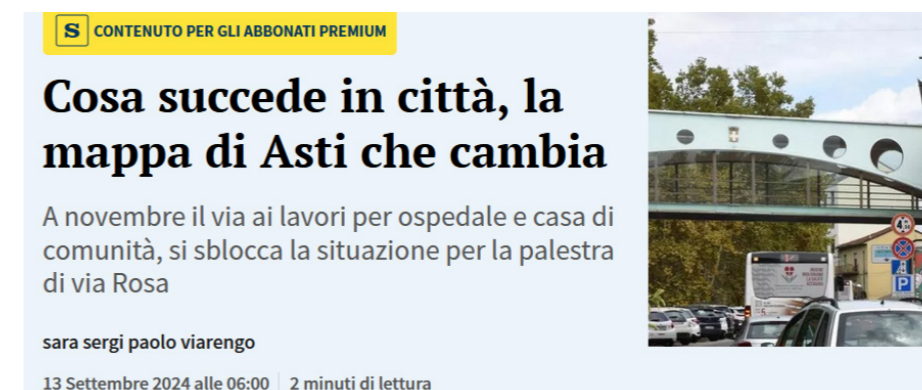 S CONTENUTO PER GLI ABBONATI PREMIUM
Cosa succede in città, la
mappa di Asti che cambia
A novembre il via ai lavori per ospedale e casa di
comunità, si sblocca la situazione per la palestra
di via Rosa
sara sergi paolo viarengo
13 Settembre 2024 alle 06:00 2 minuti di lettura
P
5